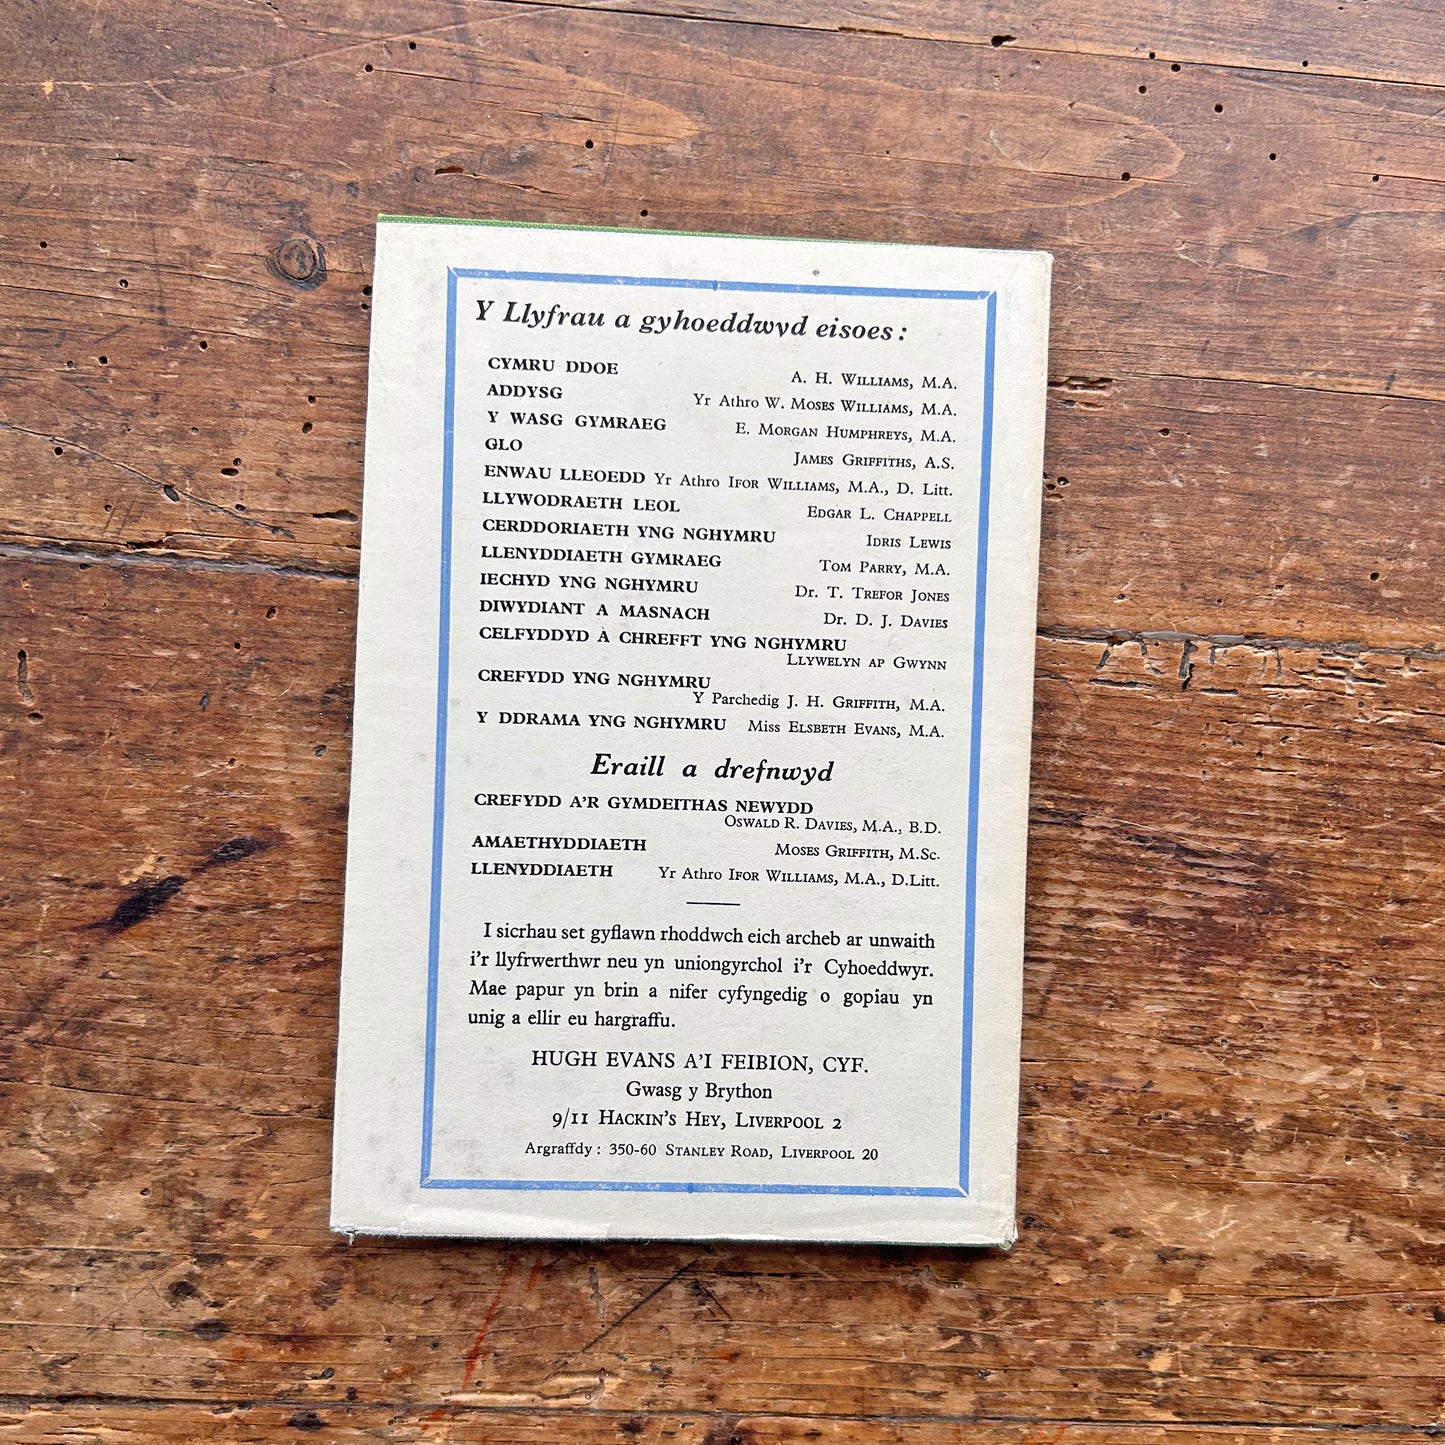 Y Llyfrau a gyhoeddwyd eisoes :
CYMRU DDOE A. H. WILLIAMS, M.A.
ADDYSG Yr Athro W. MOSES WILLIAMS, M.A.
Y WASG GYMRAEG E. MORGAN HUMPHREYS, M.A.
GLO JAMES GRIFFITHS, A.S.
ENWAU LLEOEDD Yr Athro IFOR WILLIAMS, M.A., D. Litt.
LLYWODRAETH LEOL EDGAR L. CHAPPELL
CERDDORIAETH YNG NGHYMRU IDRIS LEWIS
LLENYDDIAETH GYMRAEG TOM PARRY, M.A.
IECHYD YNG NGHYMRU Dr. T. TREFOR JONES
DIWYDIANT A MASNACH Dr. D. J. DAVIES
CELFYDDYD A CHREFFT YNG NGHYMRU
LLYWELYN AP GWYNN
CREFYDD YNG NGHYMRU
Y Parchedig J. H. GRIFFITH, M.A.
Y DDRAMA YNG NGHYMRU MISS ELSBETH EVANS, M.A.
Eraill a drefnwyd
CREFYDD A'R GYMDEITHAS NEWYDD
OSWALD R. DAVIES, M.A., B.D.
AMAETHYDDIAETH MOSES GRIFFITH, M.Sc.
LLENYDDIAETH Yr Athro IFOR WILLIAMS, M.A., D.Litt.
I sicrhau set gyflawn rhoddwch eich archeb ar unwaith
i'r llyfrwerthwr neu yn uniongyrchol i'r Cyhoeddwyr.
Mae papur yn brin a nifer cyfyngedig o gopiau yn
unig a ellir eu hargraffu.
HUGH EVANS A'I FEIBION, CYF.
Gwasg y Brython
9/11 HACKIN'S HEY, LIVERPOOL 2
Argraffdy : 350-60 STANLEY ROAD, LIVERPOOL 20